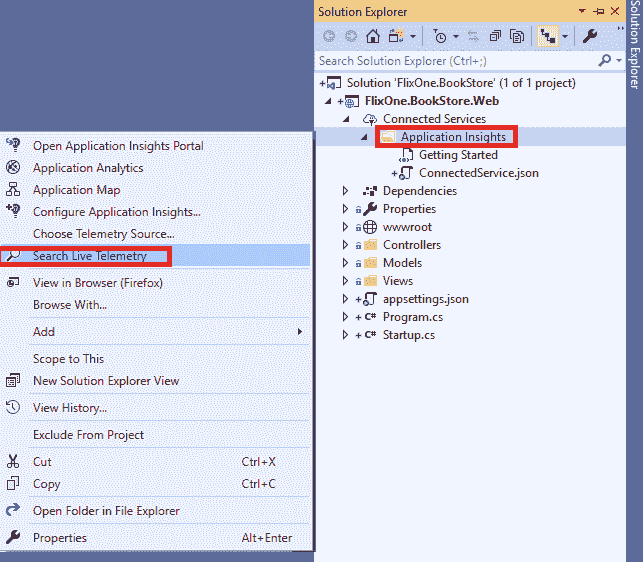 Solution Explorer
Search Solution Explorer (Ctrl+;)
Solution 'FlixOne.BookStore' (1 of 1 project)
FlixOne.BookStore.Web
Connected Services
Application Insights
Getting Started
ConnectedService.json
Dependencies
Properties
wwwroot
Controllers
Models
Views
appsettings.json
C# Program.cs
C# Startup.cs
Solution Explorer
Open Application Insights Portal
Application Analytics
Application Map
Configure Application Insights...
Choose Telemetry Source...
Search Live Telemetry
View in Browser (Firefox)
Browse With...
Add
Scope to This
New Solution Explorer View
View History...
Exclude From Project
Cut Ctrl+X
Copy Ctrl+C
Open Folder in File Explorer
Properties Alt+Enter